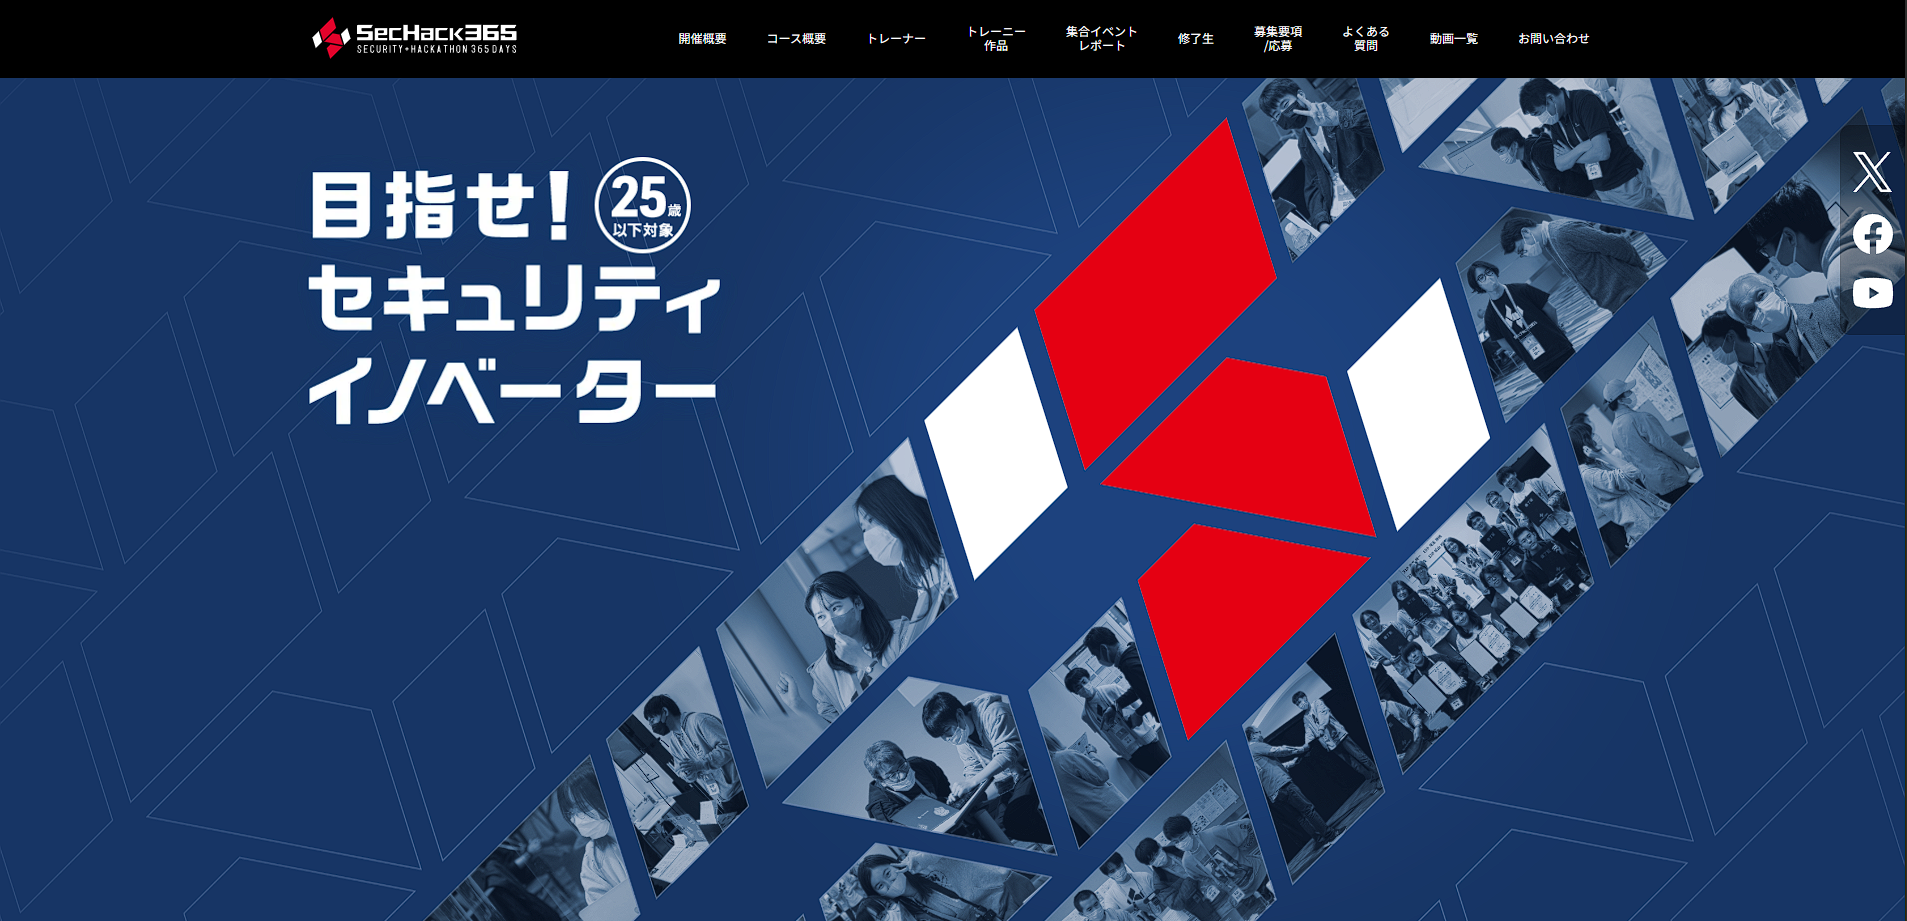 SecHack365
SECURITY+HACKATHON 365DAYS
開催概要
コース概要
トレーナー
トレーニー
作品
集合イベント
レポート
修了生
募集要項
/応募
よくある
質問
動画一覧
お問い合わせ
目指せ!
25歳
以下対象
セキュリティ
イノベーター